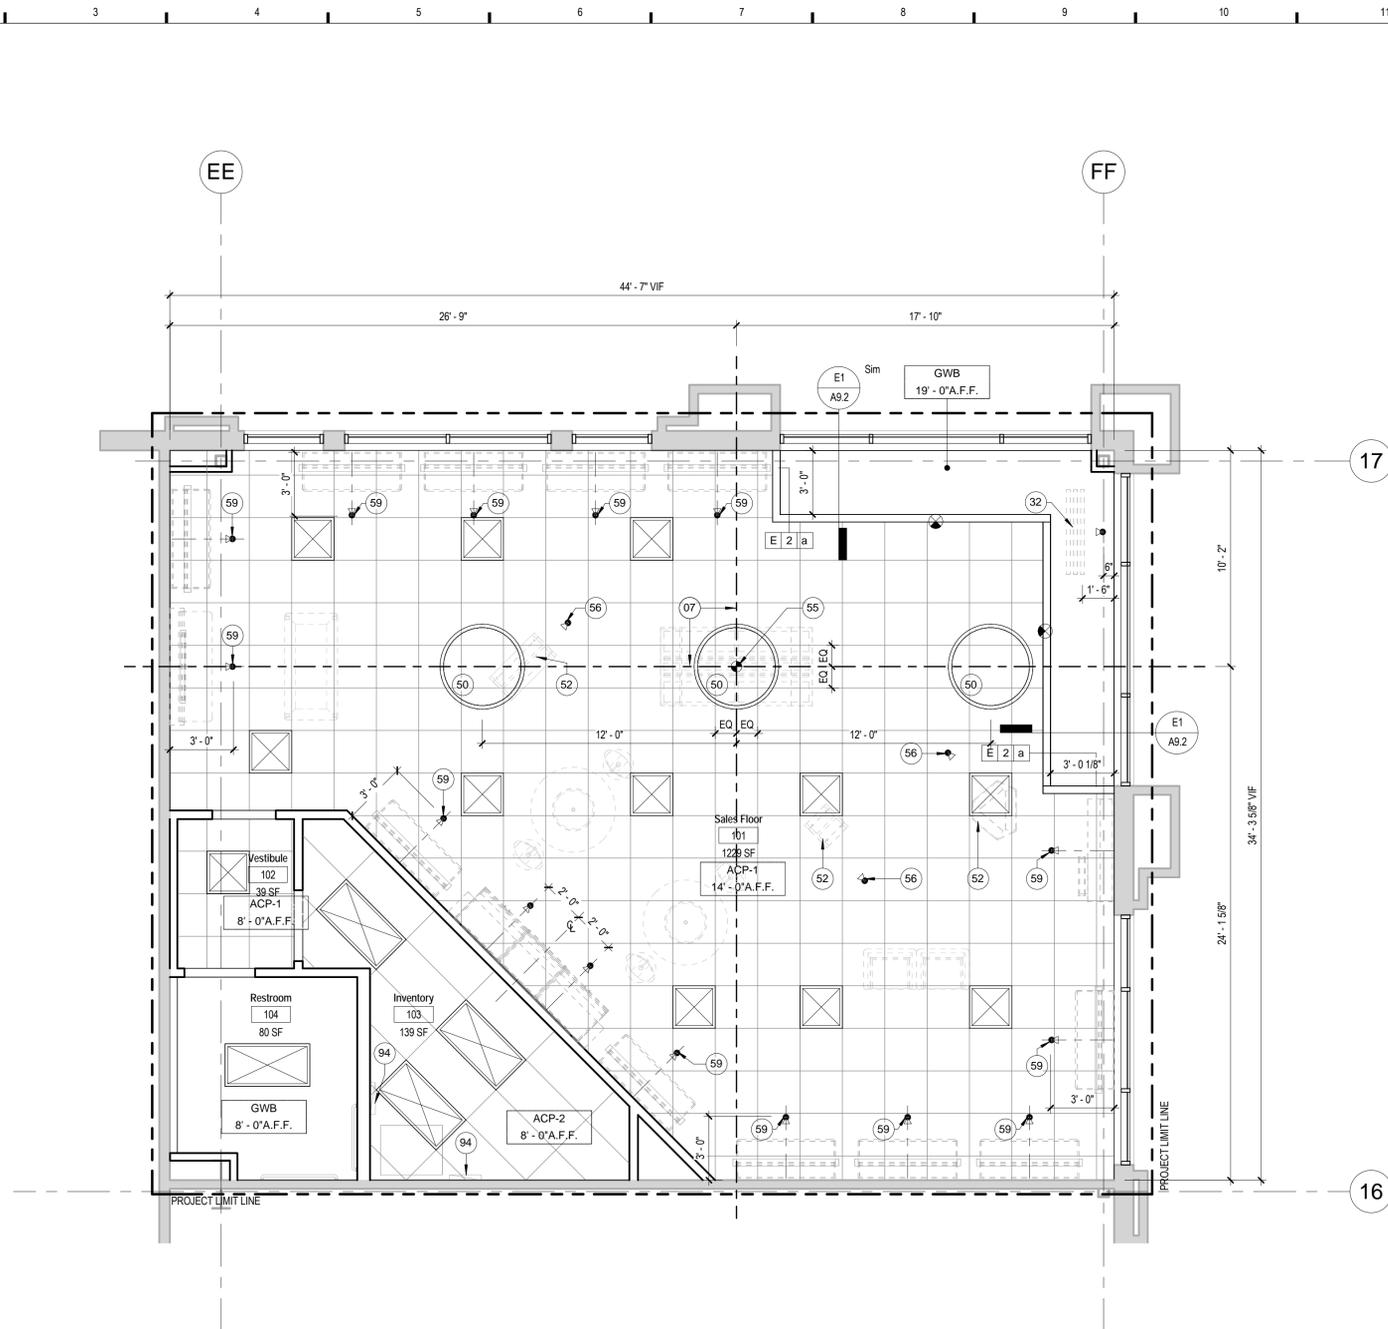 3 4 5 6 7 8 9 10 11
EE FF
44' - 7" VIF
26' - 9" 17' - 10"
E1
A9.2
Sim
GWB
19' - 0"A.F.F.
17
3' - 0" 3' - 0"
59 59 59 59 59 32
E 2 a
10' - 2"
6"
1' - 6"
56 07 55
59
EQ
EQ
50 52 50 50
EQ EQ
12' - 0" 12' - 0"
3' - 0"
E1
A9.2
56 E 2 a
3' - 0 1/8"
59
3' - 0"
34' - 3 5/8" VIF
Sales Floor
101
1229 SF
ACP-1
14' - 0"A.F.F.
Vestibule
102
39 SF
ACP-1
8' - 0"A.F.F.
52 56 52 59
2' - 0"
2' - 0"
CL
24' - 1 5/8"
Restroom
104
80 SF
Inventory
103
139 SF
94 59 59
GWB
8' - 0"A.F.F.
ACP-2
8' - 0"A.F.F.
3' - 0"
59 59 59
94
3' - 0"
PROJECT LIMIT LINE
PROJECT LIMIT LINE
16